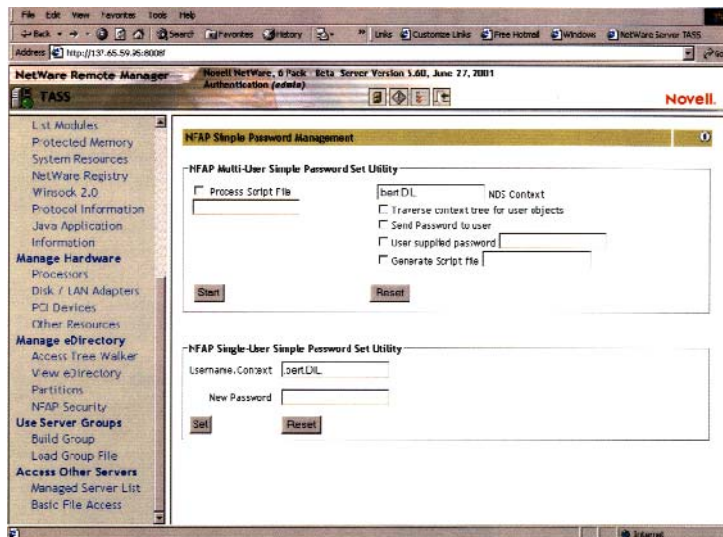 File Edit View Favorites Tools Help
Back Search Favorites History Links Customize Links Free Hotmail Windows NetWare Server TASS
Address http://137.65.59.95:8008/
NetWare Remote Manager
Novell NetWare, 6 Pack Beta Server Version 5.60, June 27, 2001
Authentication (admin)
TASS
Novell.
List Modules
Protected Memory
System Resources
NetWare Registry
Winsock 2.0
Protocol Information
Java Application
Information
Manage Hardware
Processors
Disk / LAN Adapters
PCI Devices
Other Resources
Manage eDirectory
Access Tree Walker
View eDirectory
Partitions
NFAP Security
Use Server Groups
Build Group
Load Group File
Access Other Servers
Managed Server List
Basic File Access
NFAP Simple Password Management
NFAP Multi-User Simple Password Set Utility
Process Script File
NDS Context
Traverse context tree for user objects
Send Password to user
User supplied password
Generate Script file
Start Reset
NFAP Single-User Simple Password Set Utility
Username.Context
New Password
Set Reset
Internet